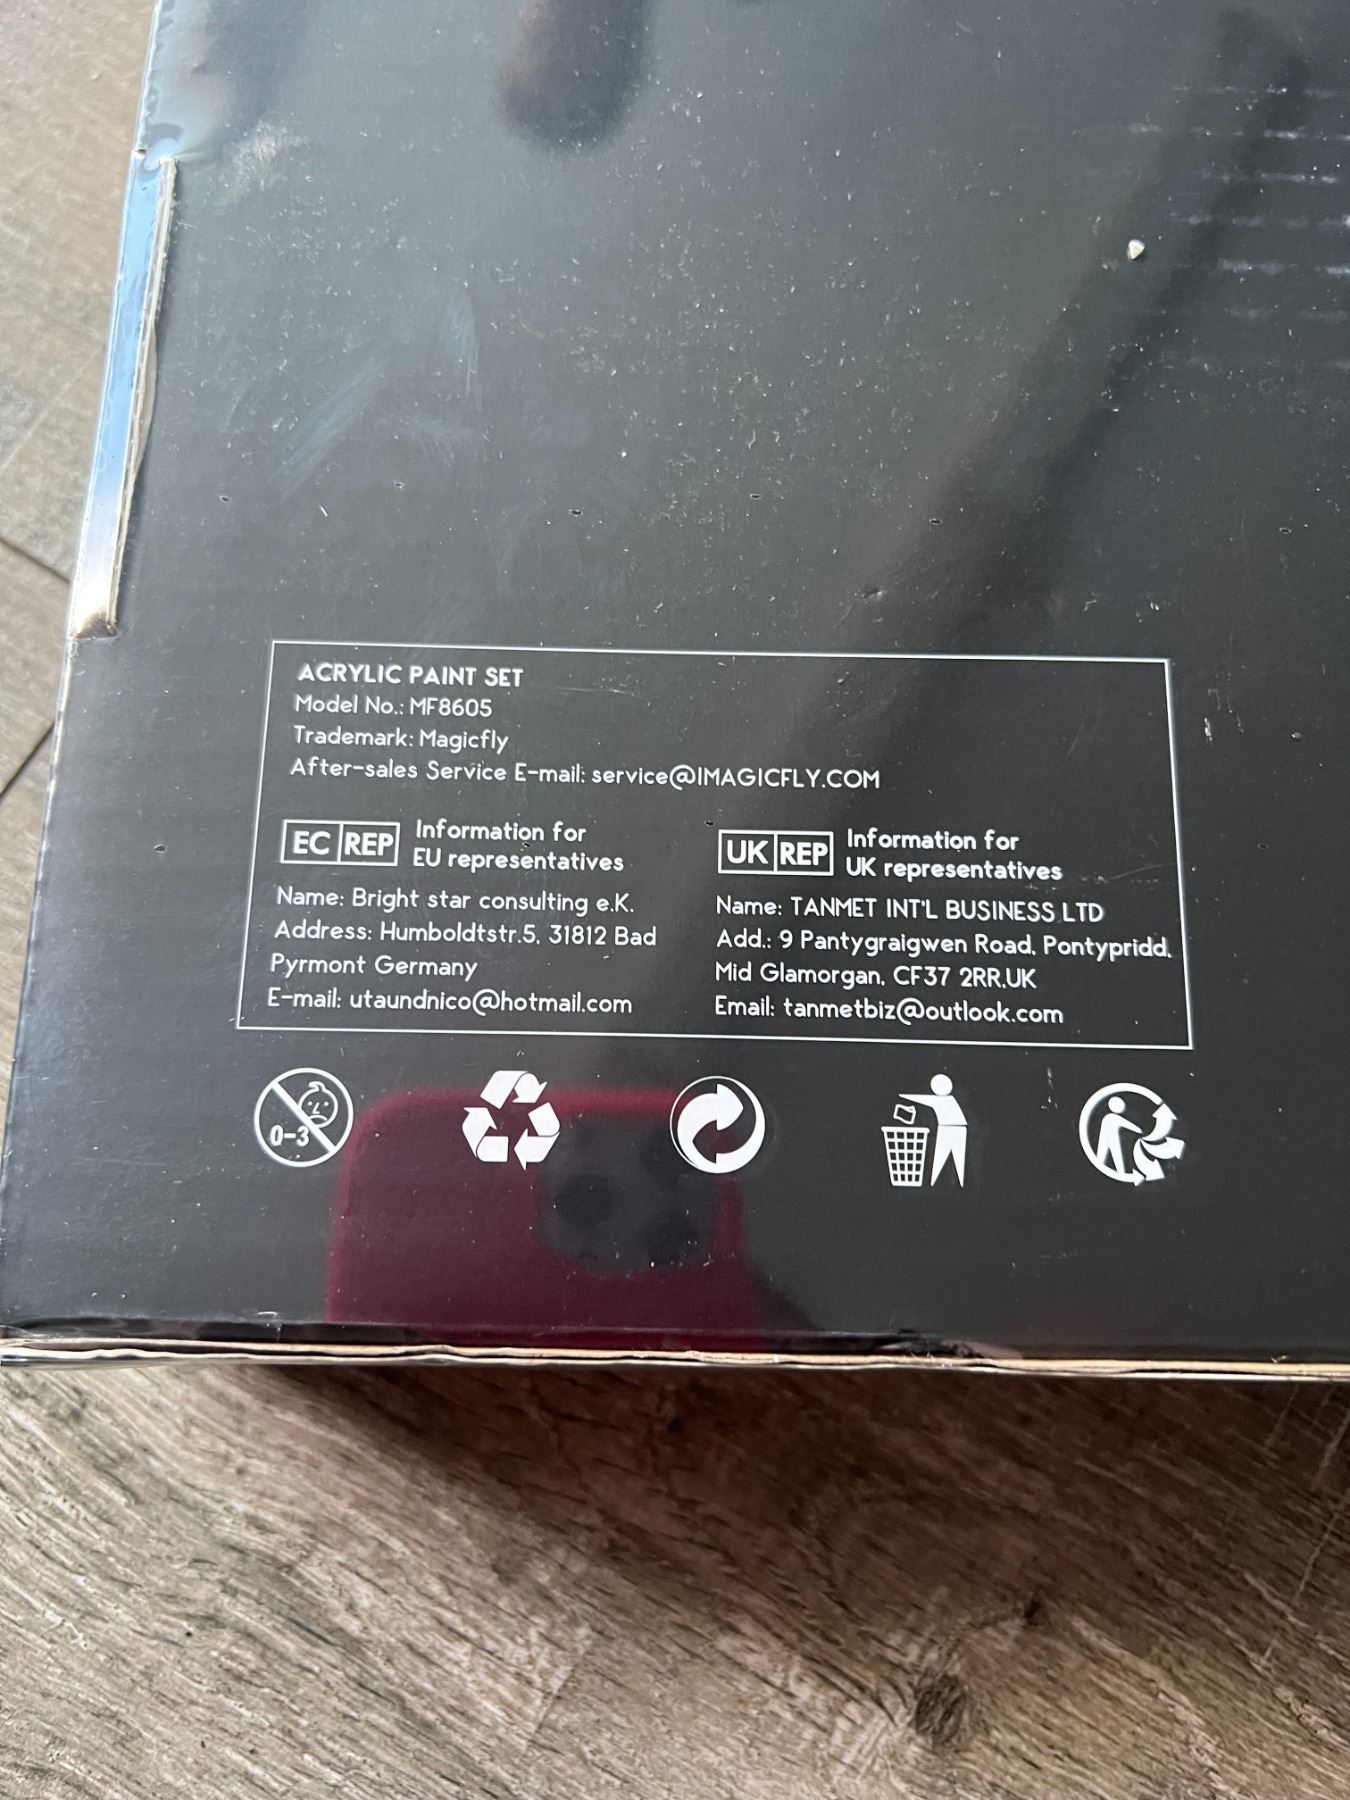 ACRYLIC PAINT SET
Model No.: MF8605
Trademark: Magicfly
After-sales Service E-mail: service@IMAGICFLY.COM
EC REP
Information for
EU representatives
Name: Bright star consulting e.K.
Address: Humboldtstr.5, 31812 Bad
Pyrmont Germany
E-mail: utaundnico@hotmail.com
UK REP
Information for
UK representatives
Name: TANMET INT'L BUSINESS LTD
Add.: 9 Pantygraigwen Road, Pontypridd,
Mid Glamorgan, CF37 2RR,UK
Email: tanmetbiz@outlook.com
0-3